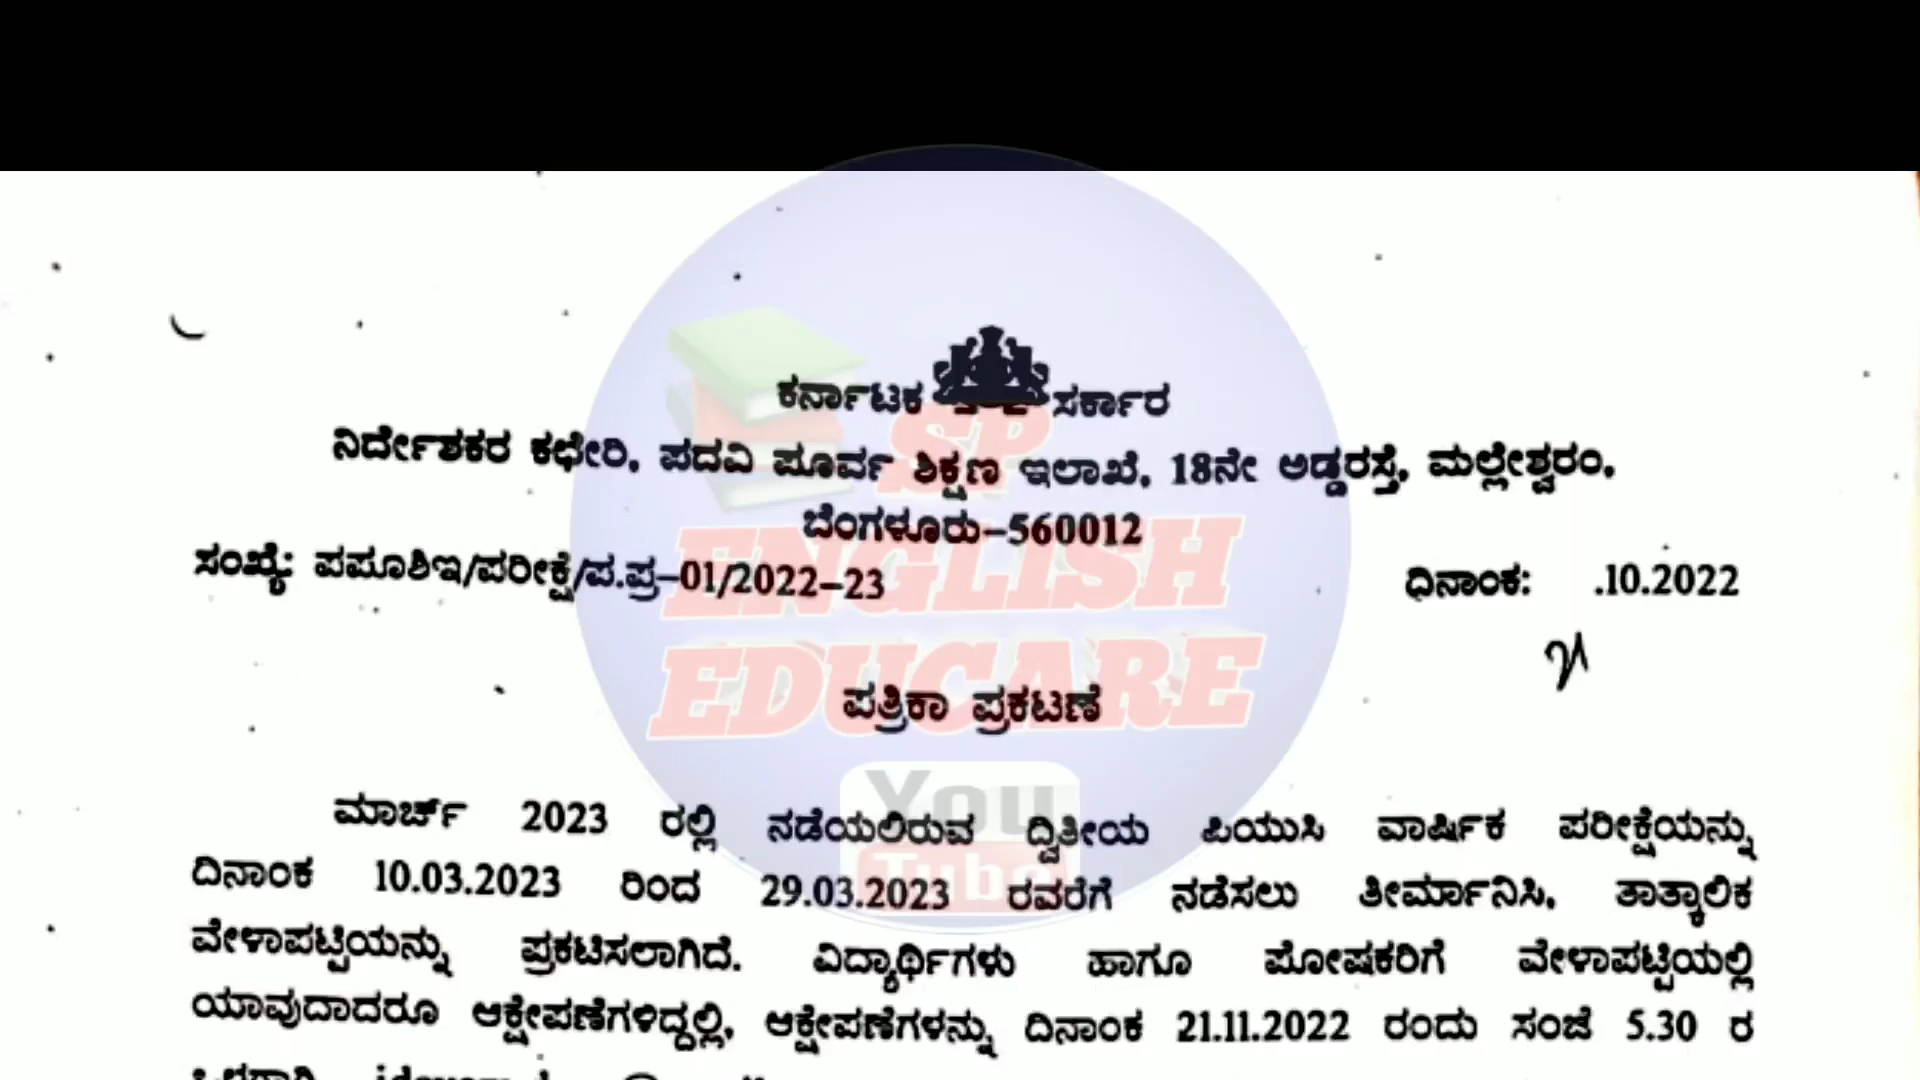 ಕರ್ನಾಟಕ ಸರ್ಕಾರ
ನಿರ್ದೇಶಕರ ಕಛೇರಿ, ಪದವಿ ಪೂರ್ವ ಶಿಕ್ಷಣ ಇಲಾಖೆ, 18ನೇ ಅಡ್ಡರಸ್ತೆ, ಮಲ್ಲೇಶ್ವರಂ,
ಬೆಂಗಳೂರು–560012
ಸಂಖ್ಯೆ: ಪಪೂಶಿಇ/ಪರೀಕ್ಷೆ/ಪ.ಪ್ರ–01/2022–23 ಧಿನಾಂಕ: .10.2022
ಪತ್ರಿಕಾ ಪ್ರಕಟಣೆ
ಮಾರ್ಚ್ 2023 ರಲ್ಲಿ ನಡೆಯಲಿರುವ ದ್ವಿತೀಯ ಪಿಯುಸಿ ವಾರ್ಷಿಕ ಪರೀಕ್ಷೆಯನ್ನು
ದಿನಾಂಕ 10.03.2023 ರಿಂದ 29.03.2023 ರವರೆಗೆ ನಡೆಸಲು ತೀರ್ಮಾನಿಸಿ, ತಾತ್ಕಾಲಿಕ
ವೇಳಾಪಟ್ಟಿಯನ್ನು ಪ್ರಕಟಿಸಲಾಗಿದೆ. ವಿದ್ಯಾರ್ಥಿಗಳು ಹಾಗೂ ಪೋಷಕರಿಗೆ ವೇಳಾಪಟ್ಟಿಯಲ್ಲಿ
ಯಾವುದಾದರೂ ಆಕ್ಷೇಪಣೆಗಳಿದ್ದಲ್ಲಿ, ಆಕ್ಷೇಪಣೆಗಳನ್ನು ದಿನಾಂಕ 21.11.2022 ರಂದು ಸಂಜೆ 5.30 ರ
SP
ENGLISH
EDUCARE
You
Tube